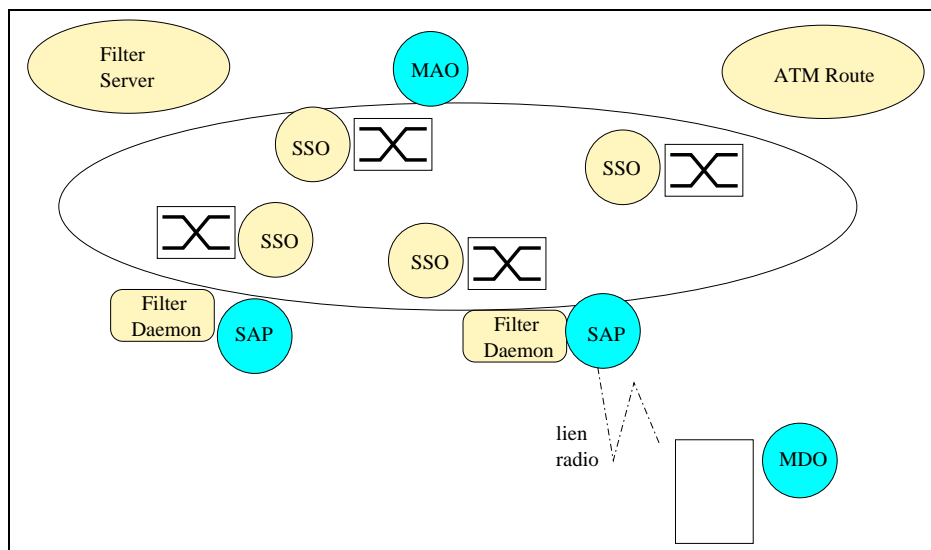 Filter
Server
MAO
ATM Route
SSO
SSO
SSO
SSO
Filter
Daemon
SAP
Filter
Daemon
SAP
lien
radio
MDO